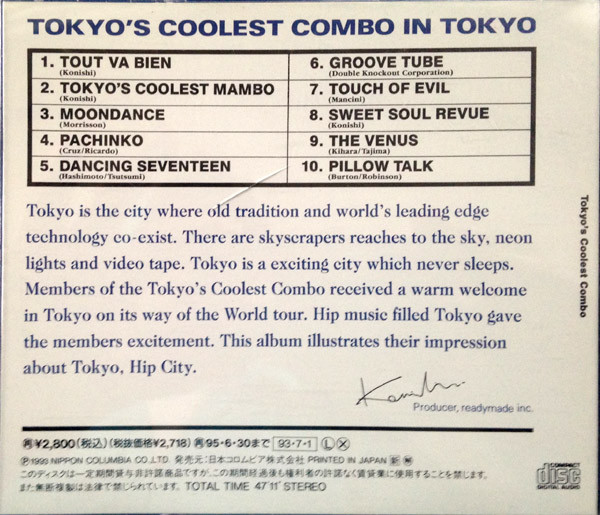 TOKYO'S COOLEST COMBO IN TOKYO
1. TOUT VA BIEN
(Konishi)
2. TOKYO'S COOLEST MAMBO
(Konishi)
3. MOONDANCE
(Morrisson)
4. PACHINKO
(Cruz/Ricardo)
5. DANCING SEVENTEEN
(Hashimoto/Tsutsumi)
6. GROOVE TUBE
(Double Knockout Corporation)
7. TOUCH OF EVIL
(Mancini)
8. SWEET SOUL REVUE
(Konishi)
9. THE VENUS
(Kihara/Tajima)
10. PILLOW TALK
(Burton/Robinson)
Tokyo is the city where old tradition and world's leading edge
technology co-exist. There are skyscrapers reaches to the sky, neon
lights and video tape. Tokyo is a exciting city which never sleeps.
Members of the Tokyo's Coolest Combo received a warm welcome
in Tokyo on its way of the World tour. Hip music filled Tokyo gave
the members excitement. This album illustrates their impression
about Tokyo, Hip City.
Producer, readymade inc.
Tokyo's Coolest Combo
㊣¥2,800(税込)(税抜価格¥2,718) ㊣95・6・30まで 93・7・1 Ⓛ Ⓧ
Ⓟ1993 NIPPON COLUMBIA CO.,LTD. 発売元:日本コロムビア株式会社 PRINTED IN JAPAN
このディスクは一定期間貸与非許諾商品ですが、この期間経過後も権利者の許諾なく賃貸業に使用することを禁じます。
また無断複製は法律で禁じられています。 TOTAL TIME 47'11" STEREO
COMPACT
disc
DIGITAL AUDIO